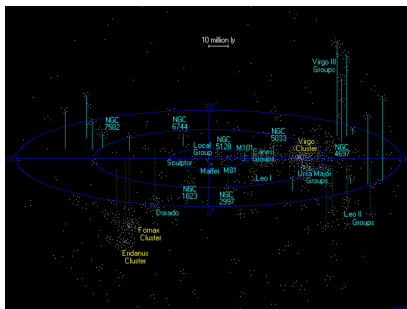 10 million ly
Virgo III
Groups
NGC
7582
NGC
6744
NGC
5128
NGC
5033
Virgo
Cluster
NGC
4697
Local
Group
M101
Canes
Groups
Sculptor
Maffei
M81
Leo I
Ursa Major
Groups
NGC
1023
NGC
2997
Dorado
Leo II
Groups
Fornax
Cluster
Eridanus
Cluster